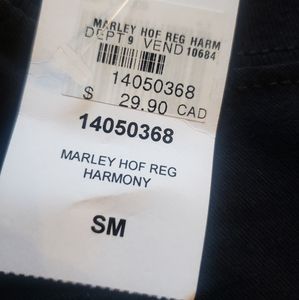 MARLEY HOF REG HARM
DEPT 9 VEND 10684
14050368
$ 29.90 CAD
14050368
MARLEY HOF REG
HARMONY
SM